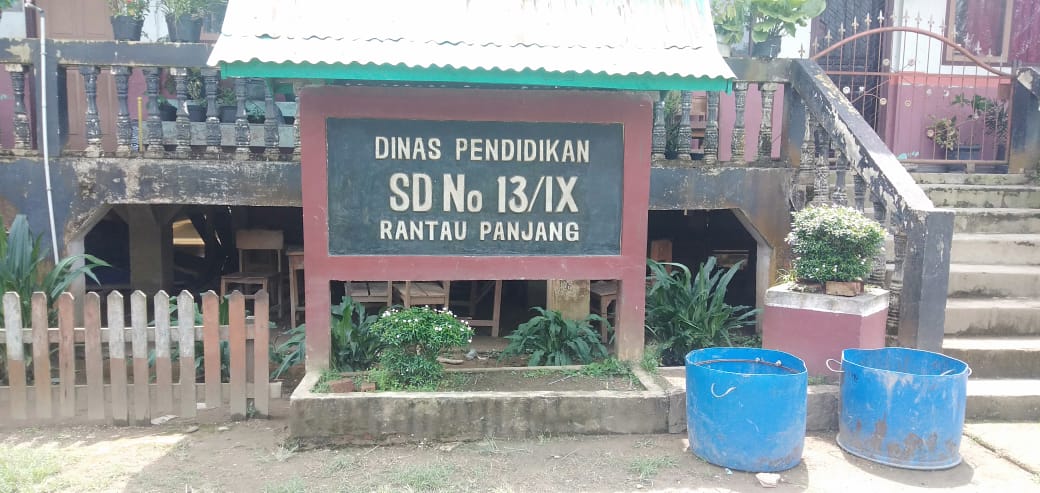 DINAS PENDIDIKAN
SD No 13/IX
RANTAU PANJANG